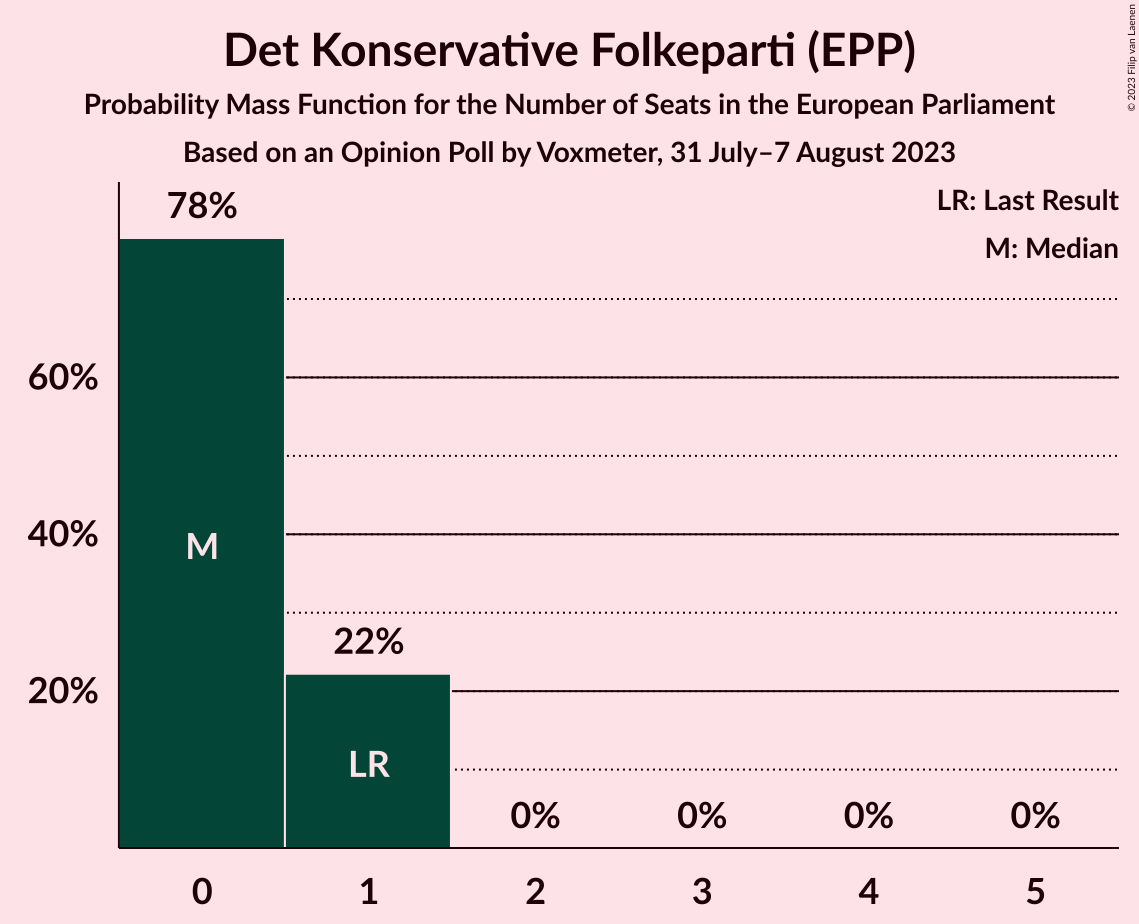 Det Konservative Folkeparti (EPP)
Probability Mass Function for the Number of Seats in the European Parliament
Based on an Opinion Poll by Voxmeter, 31 July–7 August 2023
© 2023 Filip van Laenen
LR: Last Result
M: Median
78%
60%
40%
M
22%
20%
LR
0% 0% 0% 0%
0 1 2 3 4 5